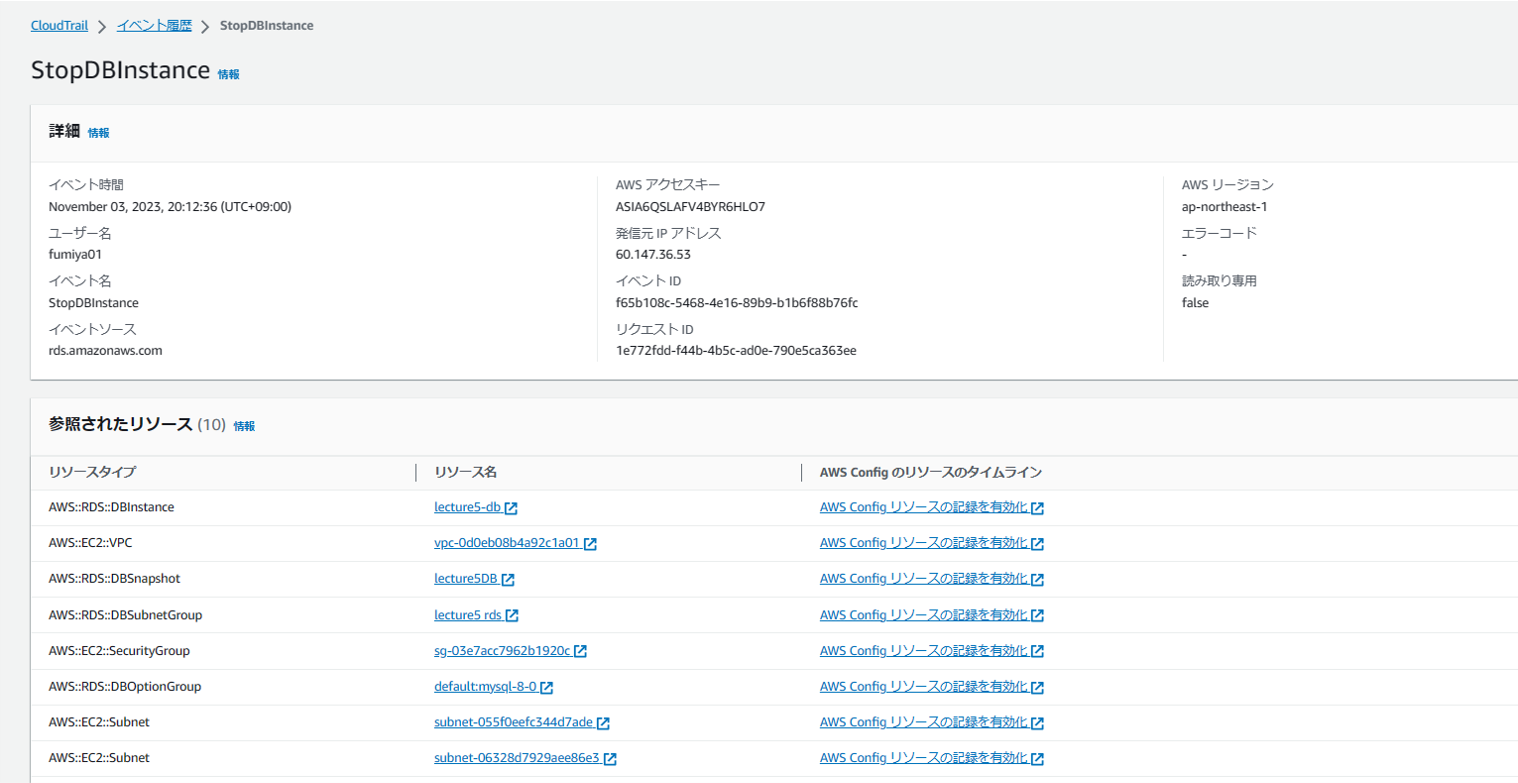 CloudTrail > イベント履歴 > StopDBInstance
StopDBInstance 情報
詳細 情報
イベント時間
November 03, 2023, 20:12:36 (UTC+09:00)
ユーザー名
fumiya01
イベント名
StopDBInstance
イベントソース
rds.amazonaws.com
AWS アクセスキー
ASIA6QSLAFV4BYR6HLO7
発信元 IP アドレス
60.147.36.53
イベント ID
f65b108c-5468-4e16-89b9-b1b6f88b76fc
リクエスト ID
1e772fdd-f44b-4b5c-ad0e-790e5ca363ee
AWS リージョン
ap-northeast-1
エラーコード
-
読み取り専用
false
参照されたリソース (10) 情報
リソースタイプ リソース名 AWS Config のリソースのタイムライン
AWS::RDS::DBInstance lecture5-db AWS Config リソースの記録を有効化
AWS::EC2::VPC vpc-0d0eb08b4a92c1a01 AWS Config リソースの記録を有効化
AWS::RDS::DBSnapshot lecture5DB AWS Config リソースの記録を有効化
AWS::RDS::DBSubnetGroup lecture5 rds AWS Config リソースの記録を有効化
AWS::EC2::SecurityGroup sg-03e7acc7962b1920c AWS Config リソースの記録を有効化
AWS::RDS::DBOptionGroup default:mysql-8-0 AWS Config リソースの記録を有効化
AWS::EC2::Subnet subnet-055f0eefc344d7ade AWS Config リソースの記録を有効化
AWS::EC2::Subnet subnet-06328d7929aee86e3 AWS Config リソースの記録を有効化